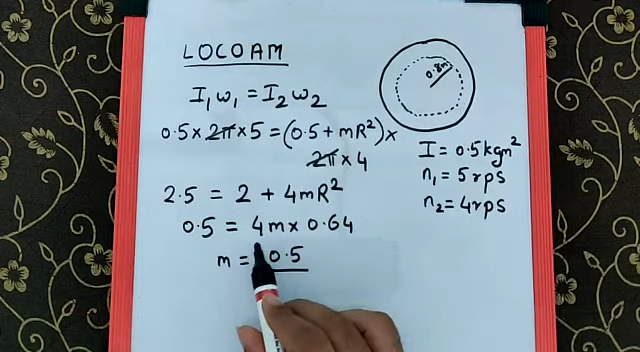 LOCOAM
I₁ω₁ = I₂ω₂
0.5 × 2π × 5 = (0.5 + mR²) ×
2π × 4
2.5 = 2 + 4mR²
0.5 = 4m × 0.64
m = 0.5
0.8m
I = 0.5 kgm²
n₁ = 5 rps
n₂ = 4 rps